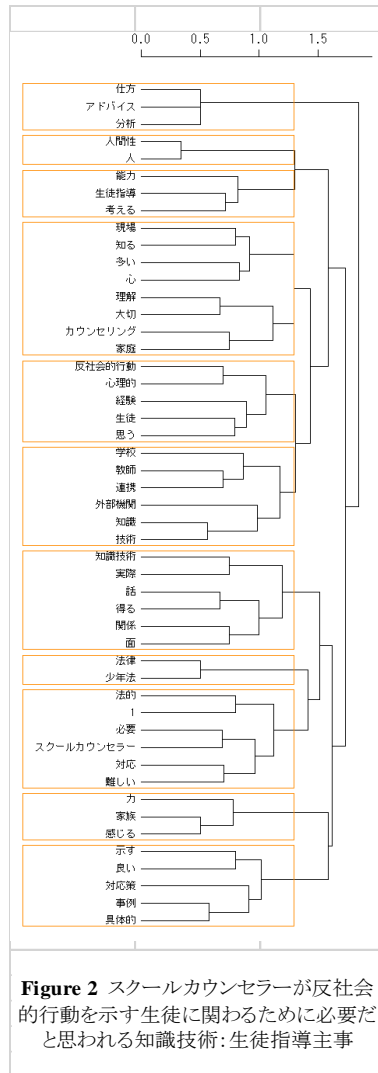 0.0 0.5 1.0 1.5
仕方
アドバイス
分析
人間性
人
能力
生徒指導
考える
現場
知る
多い
心
理解
大切
カウンセリング
家庭
反社会的行動
心理的
経験
生徒
思う
学校
教師
連携
外部機関
知識
技術
知識技術
実際
話
得る
関係
面
法律
少年法
法的
1
必要
スクールカウンセラー
対応
難しい
力
家族
感じる
示す
良い
対応策
事例
具体的
Figure 2 スクールカウンセラーが反社会
的行動を示す生徒に関わるために必要だ
と思われる知識技術：生徒指導主事